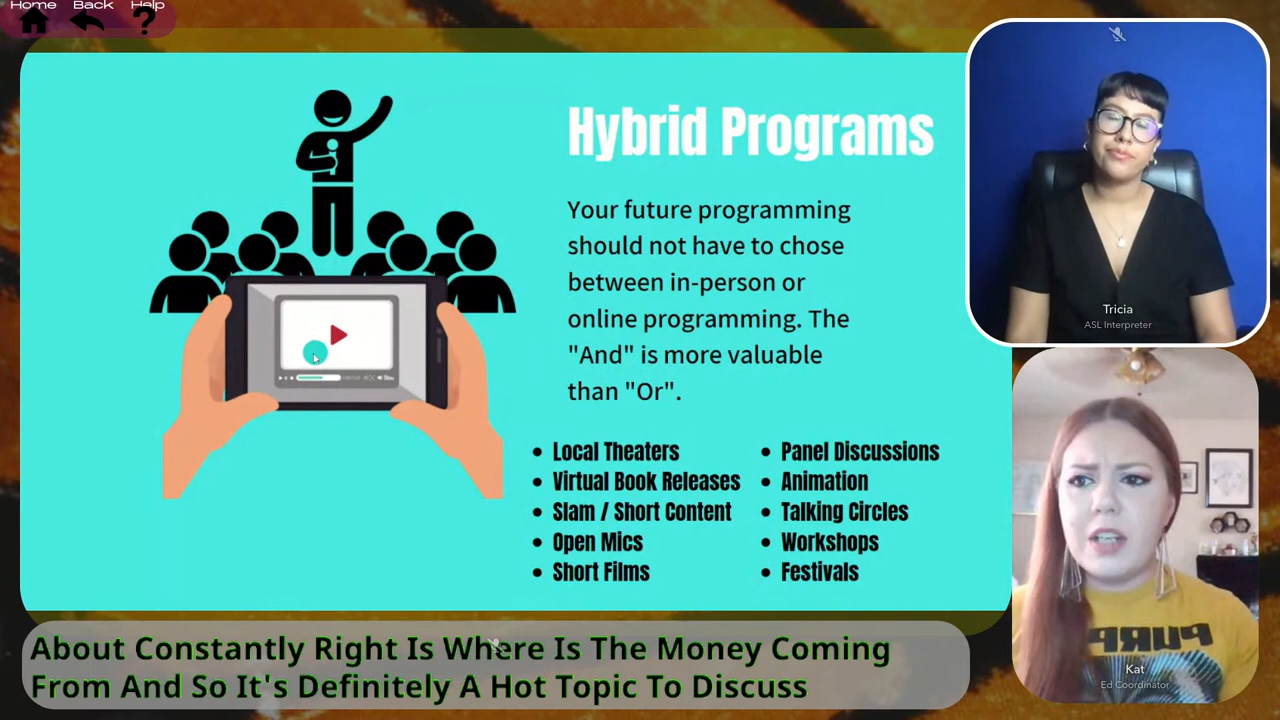 Home Back Help
?
Hybrid Programs
Your future programming
should not have to chose
between in-person or
online programming. The
"And" is more valuable
than "Or".
• Local Theaters
• Virtual Book Releases
• Slam / Short Content
• Open Mics
• Short Films
• Panel Discussions
• Animation
• Talking Circles
• Workshops
• Festivals
Tricia
ASL Interpreter
PURP
Kat
Ed Coordinator
About Constantly Right Is Where Is The Money Coming
From And So It's Definitely A Hot Topic To Discuss